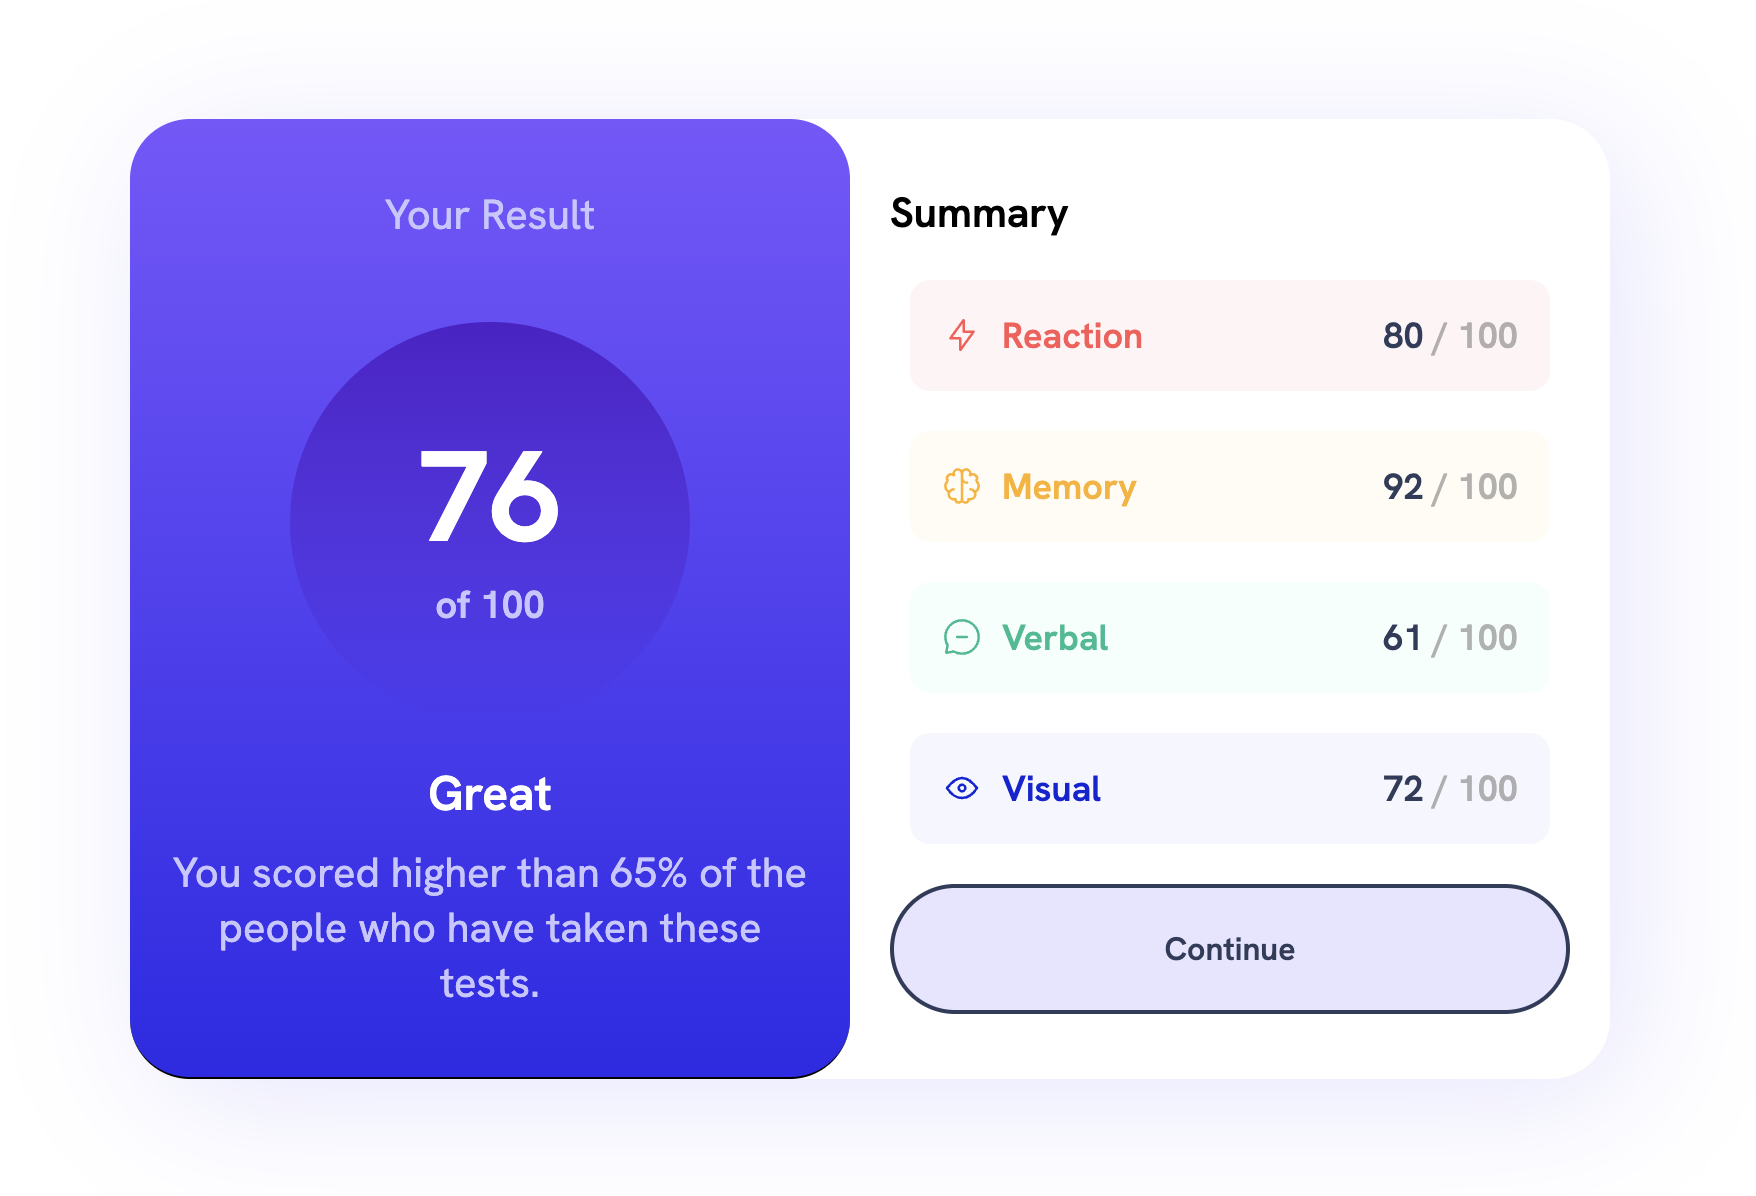 Your Result
76
of 100
Great
You scored higher than 65% of the
people who have taken these
tests.
Summary
Reaction 80 / 100
Memory 92 / 100
Verbal 61 / 100
Visual 72 / 100
Continue